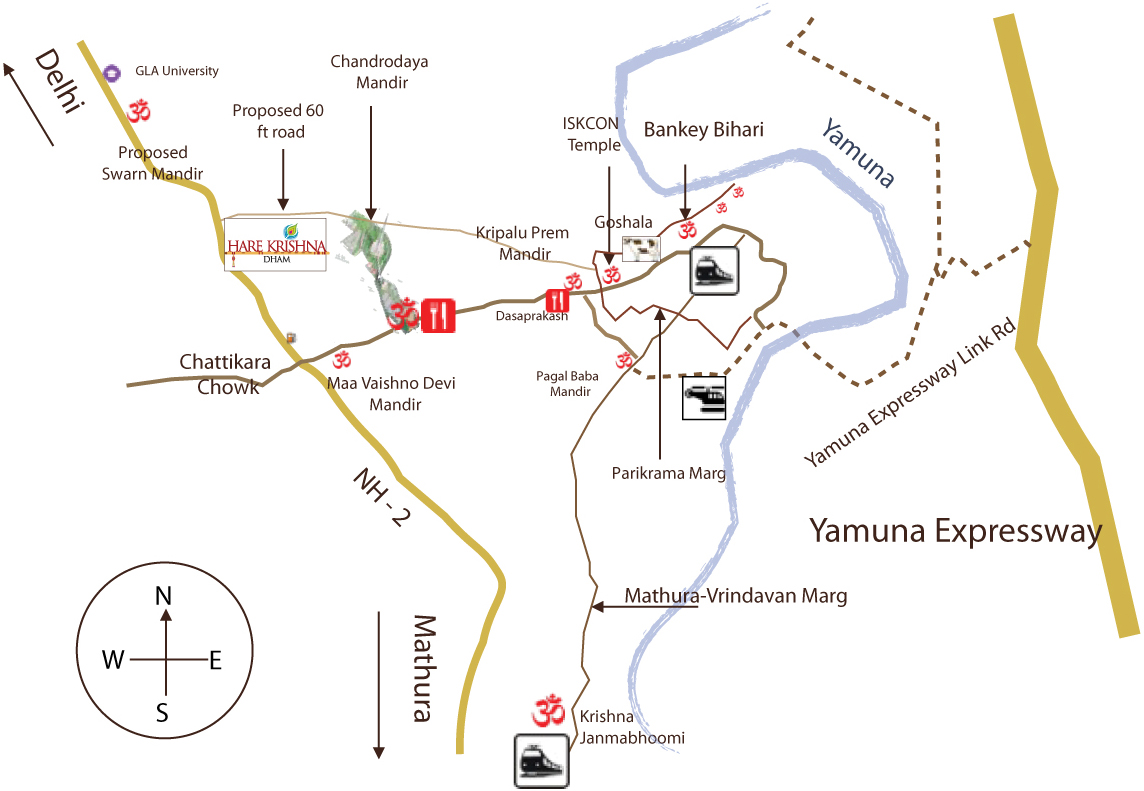 Delhi
GLA University
Chandrodaya
Mandir
Proposed 60
ft road
ISKCON
Temple
Bankey Bihari
Yamuna
Proposed
Swarn Mandir
Kripalu Prem
Mandir
Goshala
HARE KRISHNA
DHAM
Dasaprakash
Chattikara
Chowk
Maa Vaishno Devi
Mandir
Pagal Baba
Mandir
Yamuna Expressway Link Rd
Parikrama Marg
NH - 2
Yamuna Expressway
Mathura-Vrindavan Marg
Mathura
N
W
E
S
Krishna
Janmabhoomi